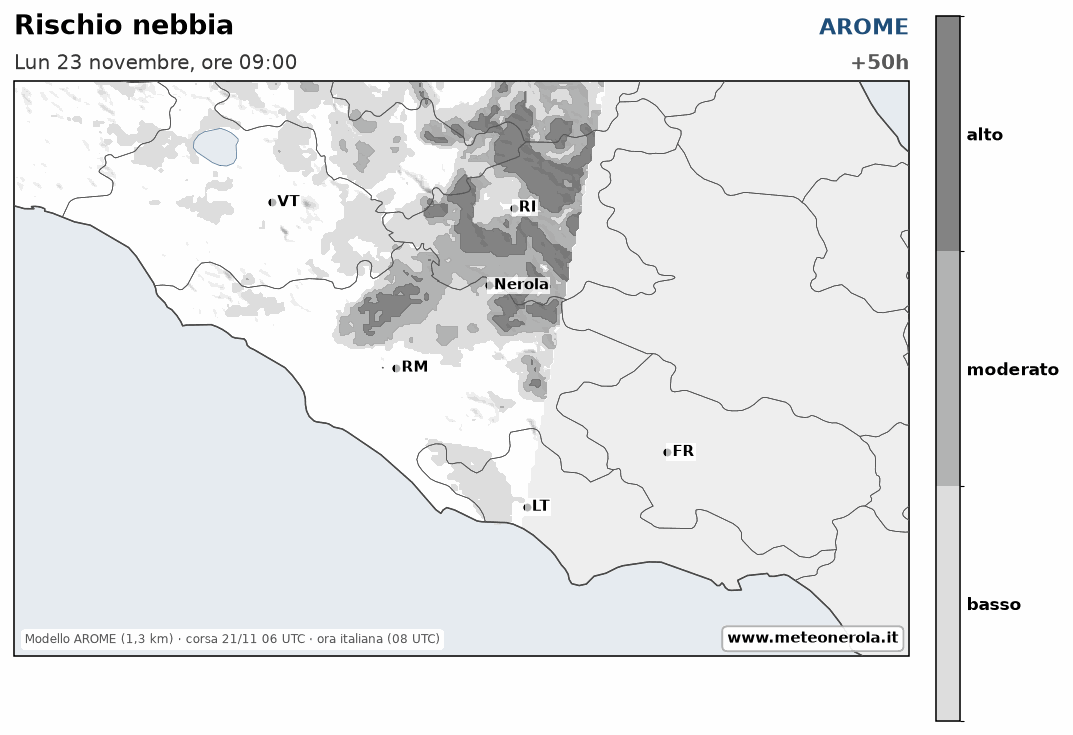 Rischio nebbia
AROME
Lun 23 novembre, ore 09:00
+50h
alto
VT
RI
Nerola
moderato
RM
FR
LT
basso
Modello AROME (1,3 km) · corsa 21/11 06 UTC · ora italiana (08 UTC)
www.meteonerola.it